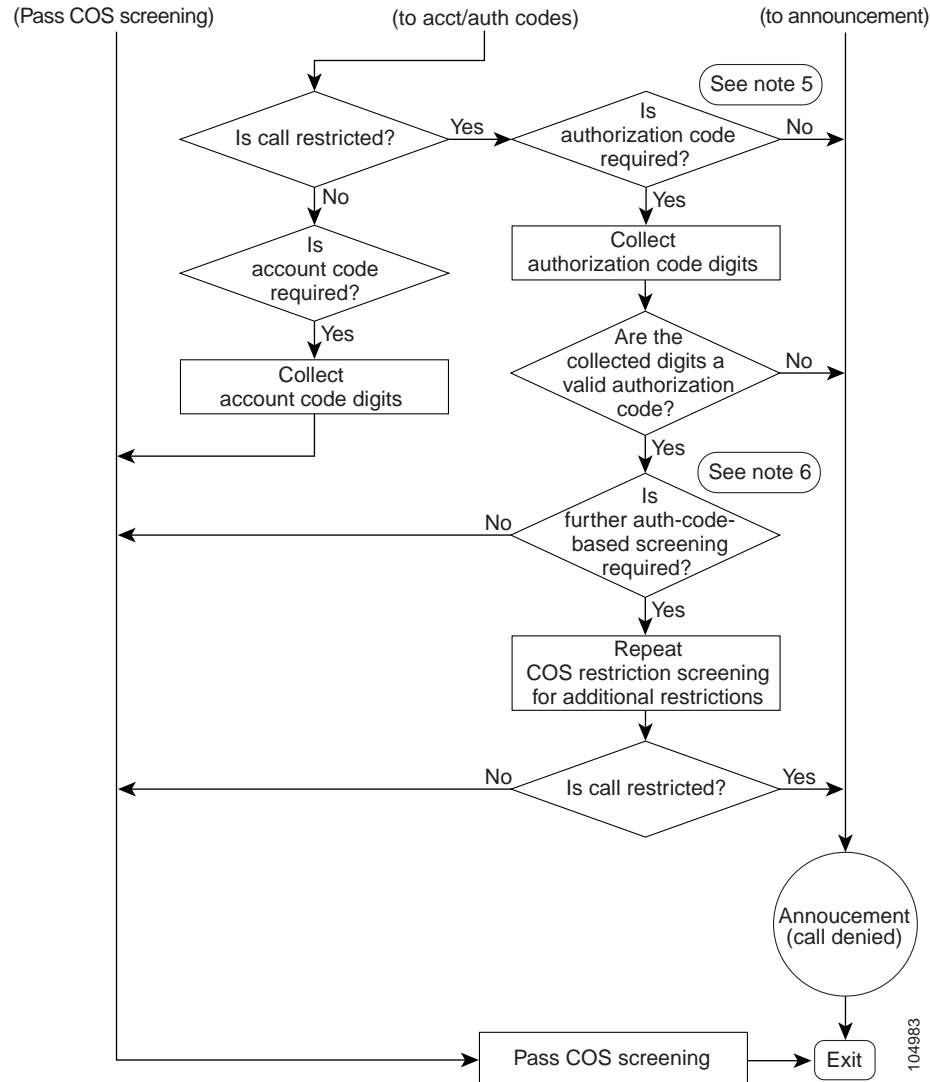 (Pass COS screening)
(to acct/auth codes)
(to announcement)
See note 5
Is call restricted?
Yes
Is
authorization code
required?
No
No
Yes
Is
account code
required?
Collect
authorization code digits
Yes
Are the
collected digits a
valid authorization
code?
No
Collect
account code digits
Yes
See note 6
No
Is
further auth-code-
based screening
required?
Yes
Repeat
COS restriction screening
for additional restrictions
No
Is call restricted?
Yes
Annoucement
(call denied)
Pass COS screening
Exit
104983